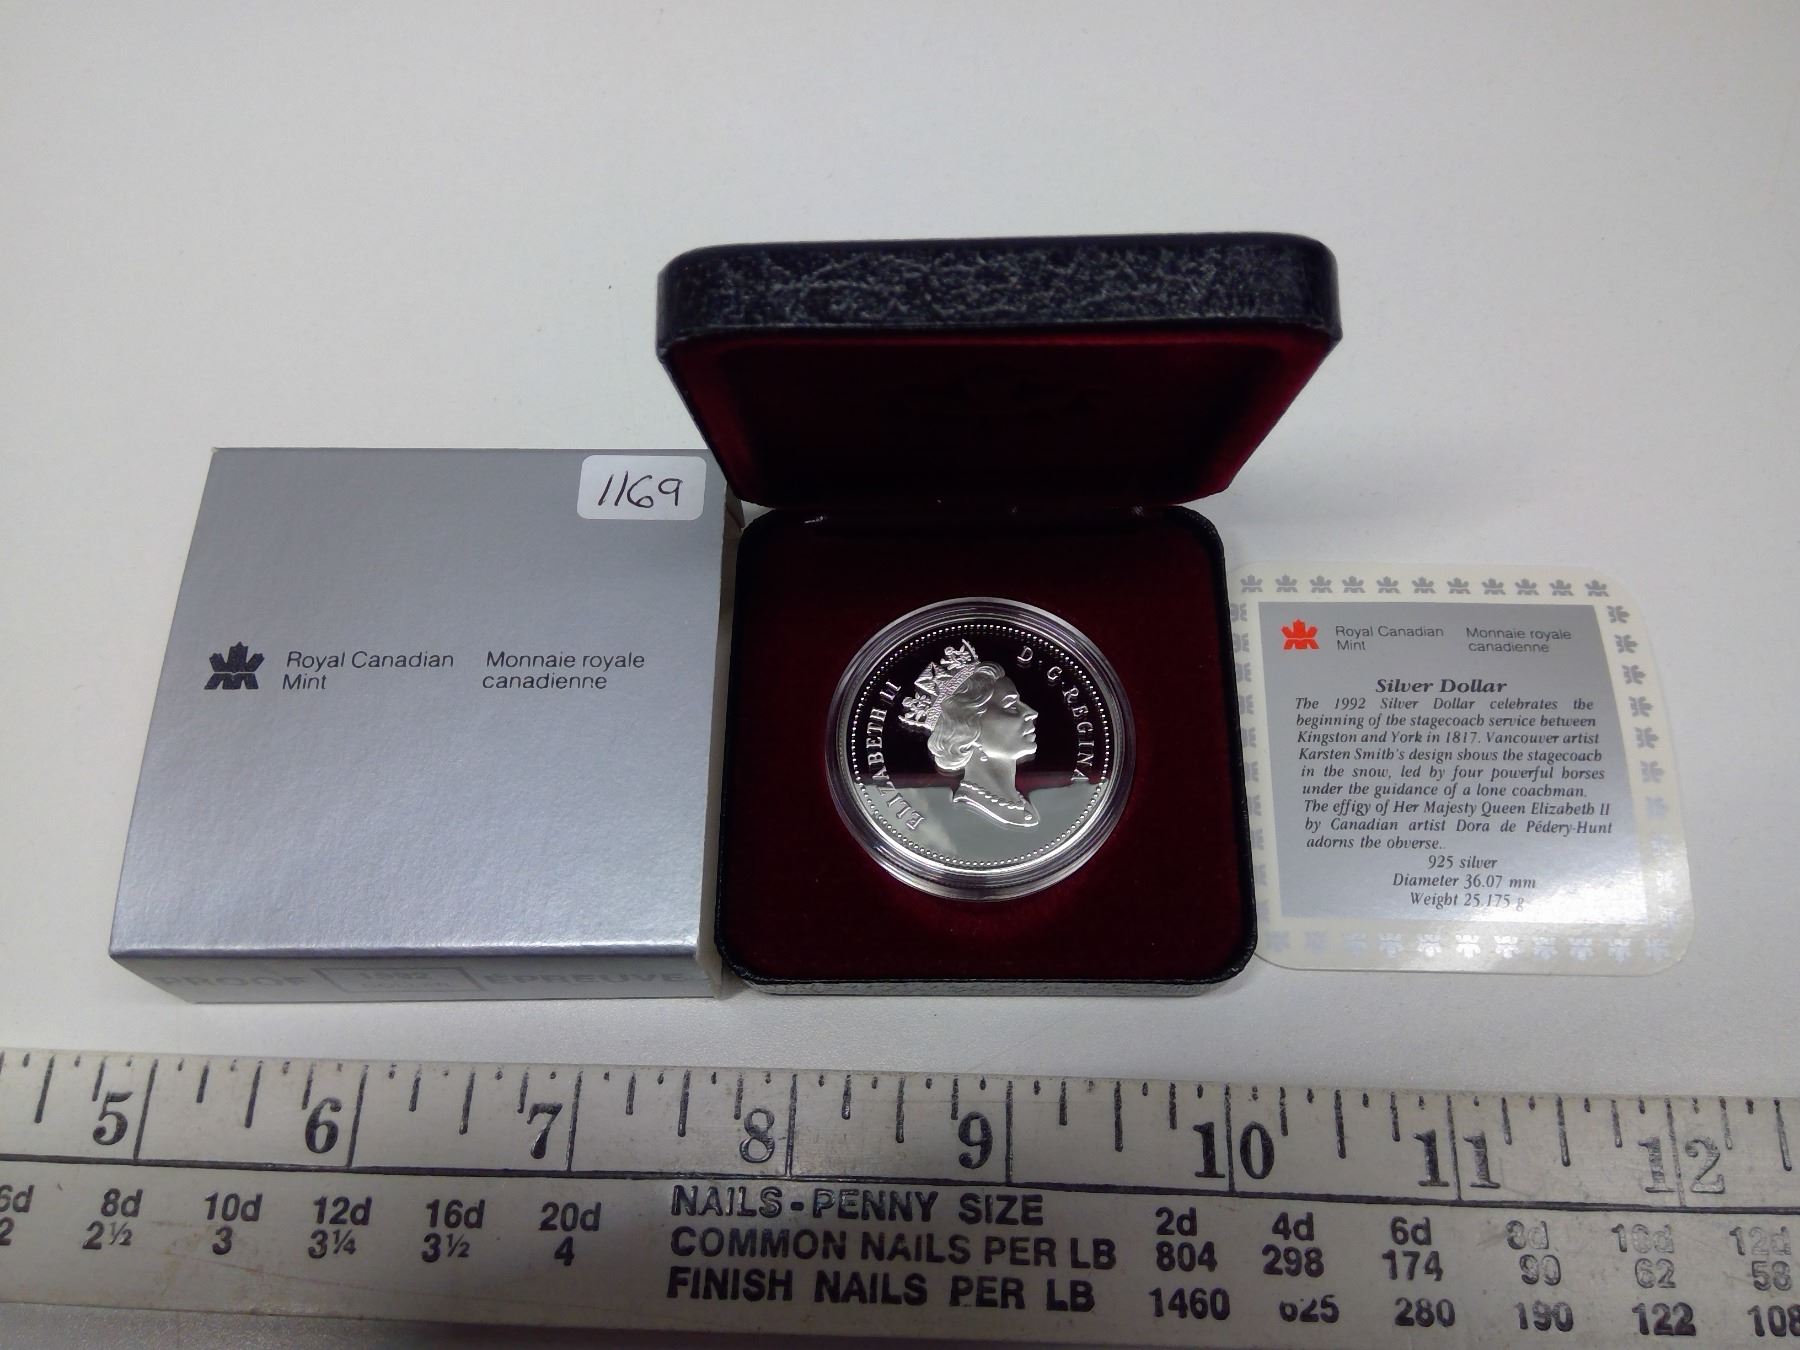 1169
Royal Canadian Mint
Monnaie royale canadienne
PROOF 1992 ÉPREUVE
ELIZABETH II D·G·REGINA
Royal Canadian Mint
Monnaie royale canadienne
Silver Dollar
The 1992 Silver Dollar celebrates the
beginning of the stagecoach service between
Kingston and York in 1817. Vancouver artist
Karsten Smith's design shows the stagecoach
in the snow, led by four powerful horses
under the guidance of a lone coachman.
The effigy of Her Majesty Queen Elizabeth II
by Canadian artist Dora de Pédery-Hunt
adorns the obverse..
925 silver
Diameter 36.07 mm
Weight 25,175 g
5 6 7 8 9 10 11 12
6d 8d 10d 12d 16d 20d
2 2½ 3 3¼ 3½ 4
NAILS - PENNY SIZE 2d 4d 6d 8d 10d 12d
COMMON NAILS PER LB 804 298 174 90 62 58
FINISH NAILS PER LB 1460 625 280 190 122 108